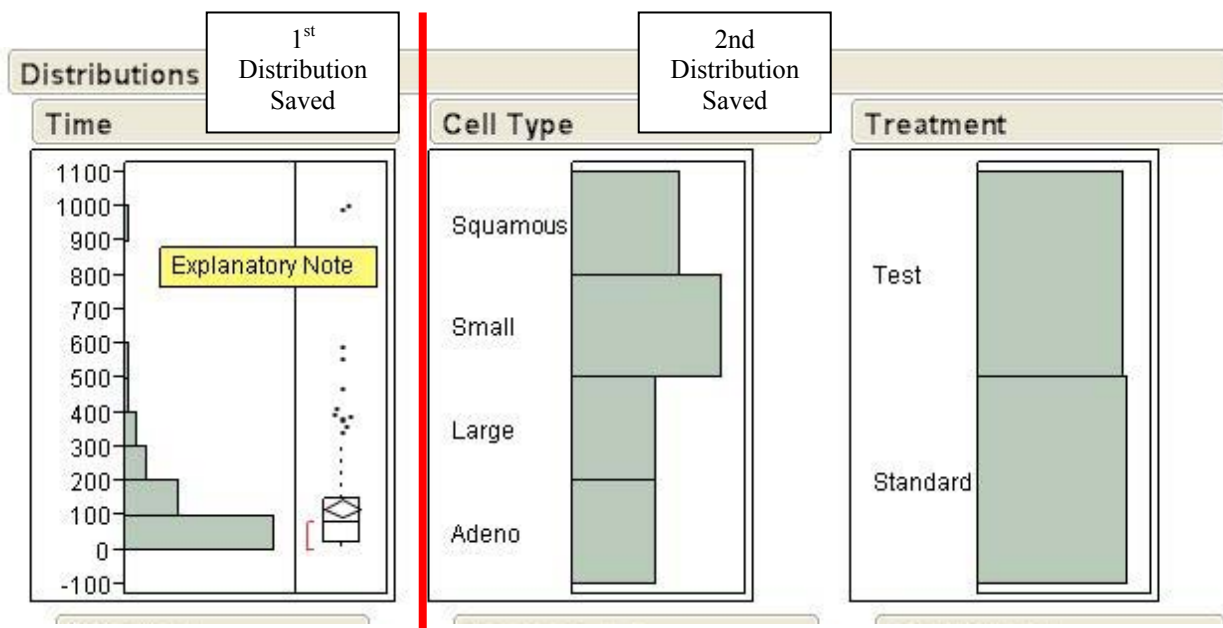 1st
Distribution
Saved
2nd
Distribution
Saved
Distributions
Time
Cell Type
Treatment
1100
1000
900
800
700
600
500
400
300
200
100
0
-100
Explanatory Note
Squamous
Small
Large
Adeno
Test
Standard